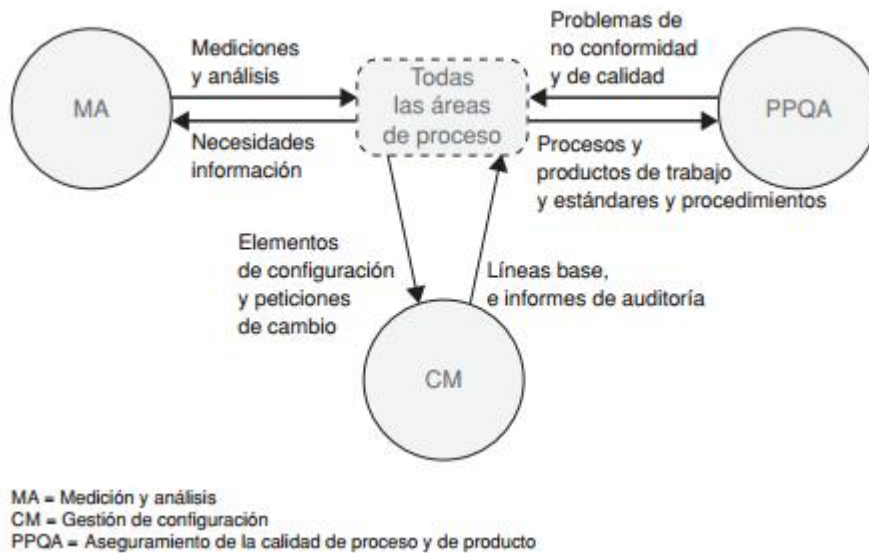 Mediciones
y análisis
MA
Necesidades
información
Todas
las áreas
de proceso
Problemas de
no conformidad
y de calidad
PPQA
Procesos y
productos de trabajo
y estándares y procedimientos
Elementos
de configuración
y peticiones
de cambio
Líneas base,
e informes de auditoría
CM
MA = Medición y análisis
CM = Gestión de configuración
PPQA = Aseguramiento de la calidad de proceso y de producto